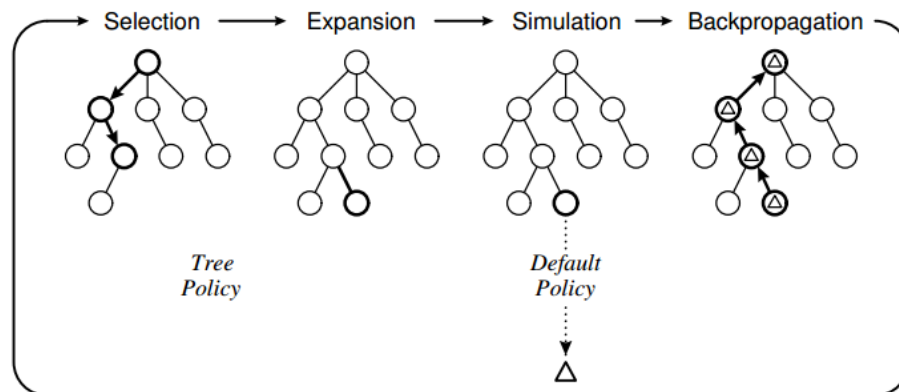 Selection Expansion Simulation Backpropagation
Tree
Policy
Default
Policy